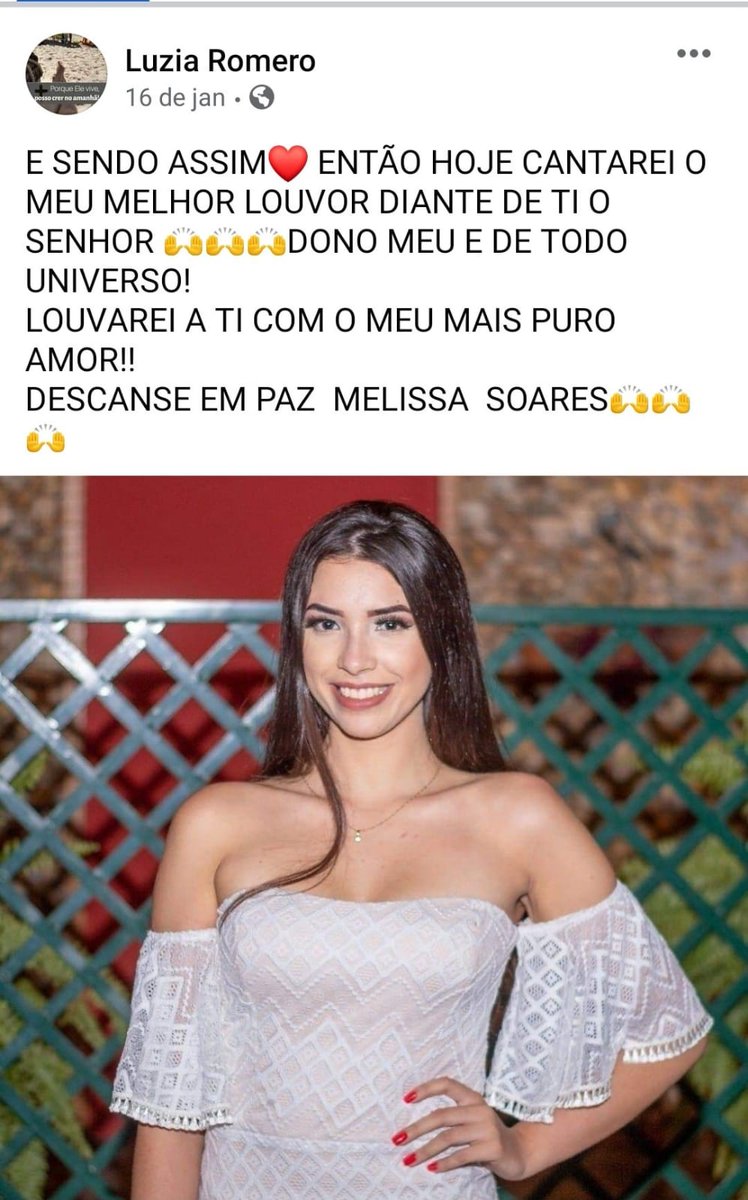 Luzia Romero
16 de jan •
E SENDO ASSIM❤️ ENTÃO HOJE CANTAREI O
MEU MELHOR LOUVOR DIANTE DE TI O
SENHOR 🙌🙌🙌DONO MEU E DE TODO
UNIVERSO!
LOUVAREI A TI COM O MEU MAIS PURO
AMOR!!
DESCANSE EM PAZ  MELISSA  SOARES🙌🙌
🙌
Porque Ele vive,
posso crer no amanhã!